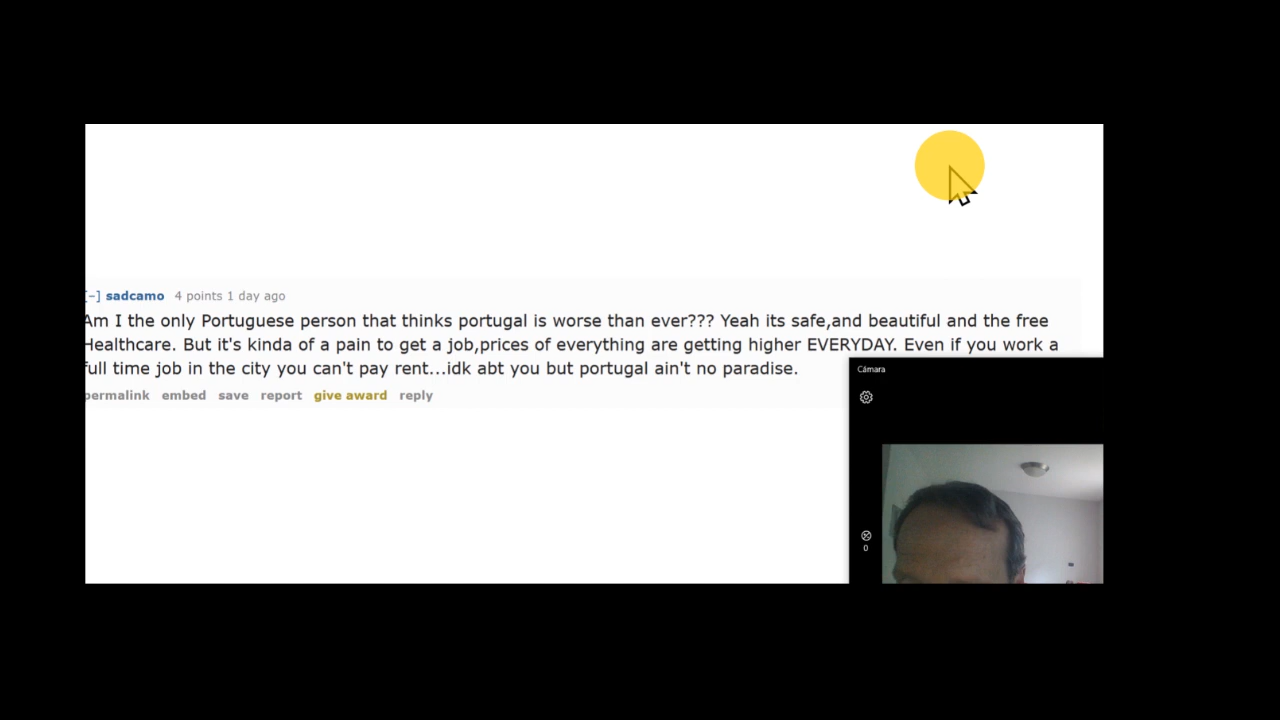 [–] sadcamo 4 points 1 day ago
Am I the only Portuguese person that thinks portugal is worse than ever??? Yeah its safe,and beautiful and the free
Healthcare. But it's kinda of a pain to get a job,prices of everything are getting higher EVERYDAY. Even if you work a
full time job in the city you can't pay rent...idk abt you but portugal ain't no paradise.
permalink embed save report give award reply
Cámara
0